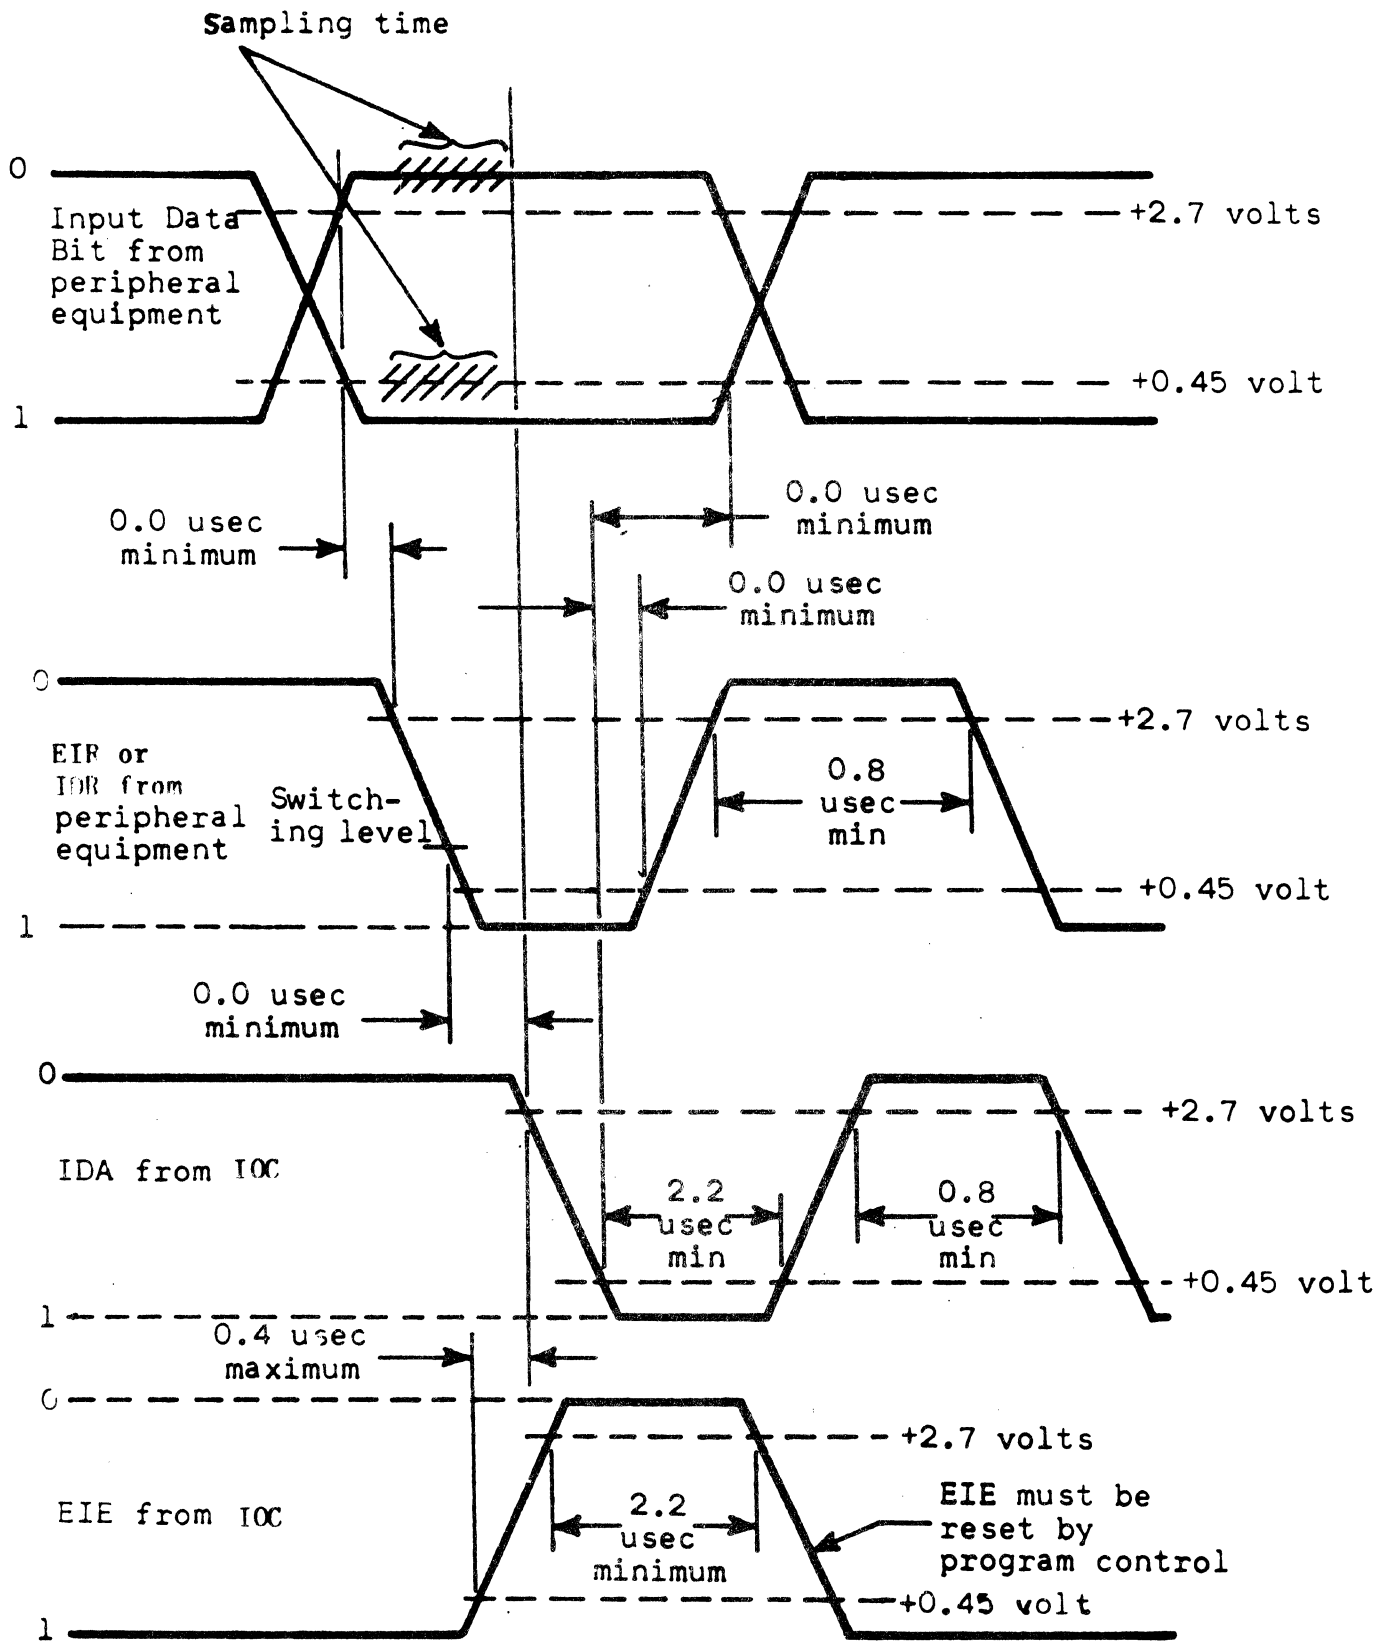 Sampling time
0
Input Data
Bit from
peripheral
equipment
+2.7 volts
+0.45 volt
1
0.0 usec
minimum
0.0 usec
minimum
0.0 usec
minimum
0
+2.7 volts
EIR or
IDR from
peripheral
equipment
Switch-
ing level
0.8
usec
min
+0.45 volt
1
0.0 usec
minimum
0
+2.7 volts
IDA from IOC
2.2
usec
min
0.8
usec
min
+0.45 volt
1
0.4 usec
maximum
0
+2.7 volts
EIE from IOC
2.2
usec
minimum
EIE must be
reset by
program control
+0.45 volt
1